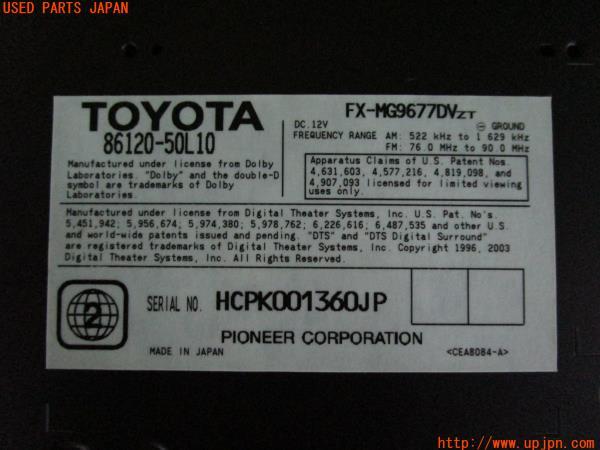 USED PARTS JAPAN
TOYOTA
86120-50L10
FX-MG9677DVZT
DC.12V
GROUND
FREQUENCY RANGE AM: 522 kHz to 1 629 kHz
FM: 76.0 MHz to 90.0 MHz
Manufactured under license from Dolby
Laboratories. "Dolby" and the double-D
symbol are trademarks of Dolby
Laboratories.
Apparatus Claims of U.S. Patent Nos.
4,631,603, 4,577,216, 4,819,098, and
4,907,093 licensed for limited viewing
uses only.
Manufactured under license from Digital Theater Systems, Inc. U.S. Pat. No's.
5,451,942; 5,956,674; 5,974,380; 5,978,762; 6,226,616; 6,487,535 and other U.S.
and world-wide patents issued and pending. "DTS" and "DTS Digital Surround"
are registered trademarks of Digital Theater Systems, Inc. Copyright 1996, 2003
Digital Theater Systems, Inc. All Rights Reserved.
2
SERIAL NO. HCPK001360JP
PIONEER CORPORATION
MADE IN JAPAN
<CEA8084-A>
http://www.upjpn.com